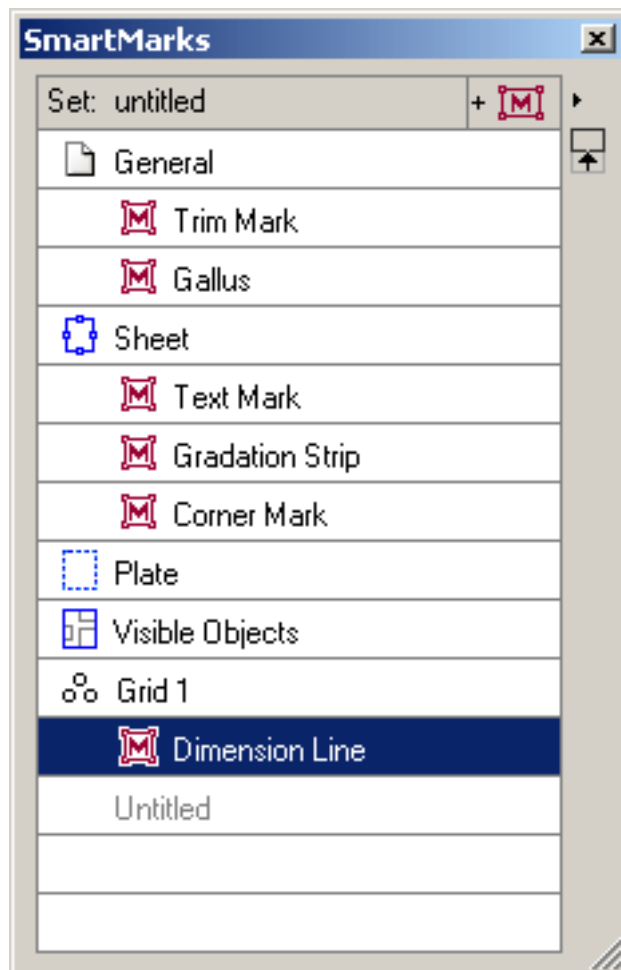 SmartMarks
Set: untitled +
General
Trim Mark
Gallus
Sheet
Text Mark
Gradation Strip
Corner Mark
Plate
Visible Objects
Grid 1
Dimension Line
Untitled